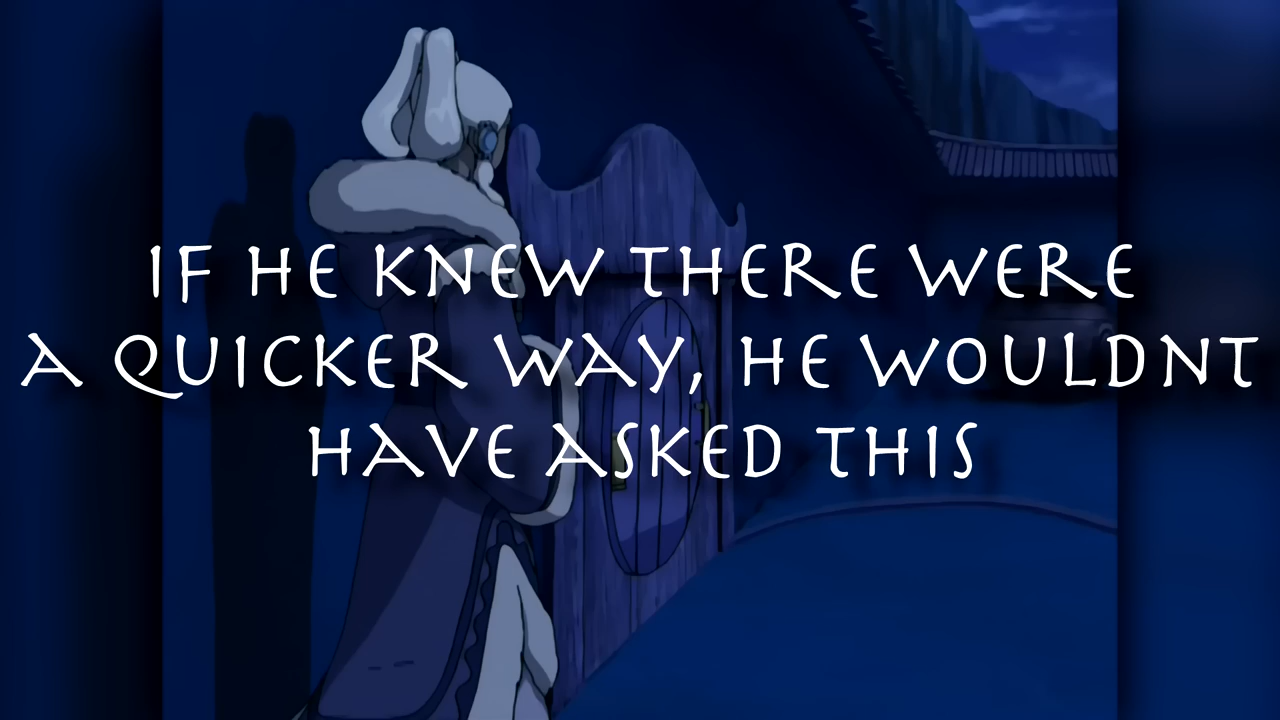 IF HE KNEW THERE WERE
A QUICKER WAY, HE WOULDNT
HAVE ASKED THIS